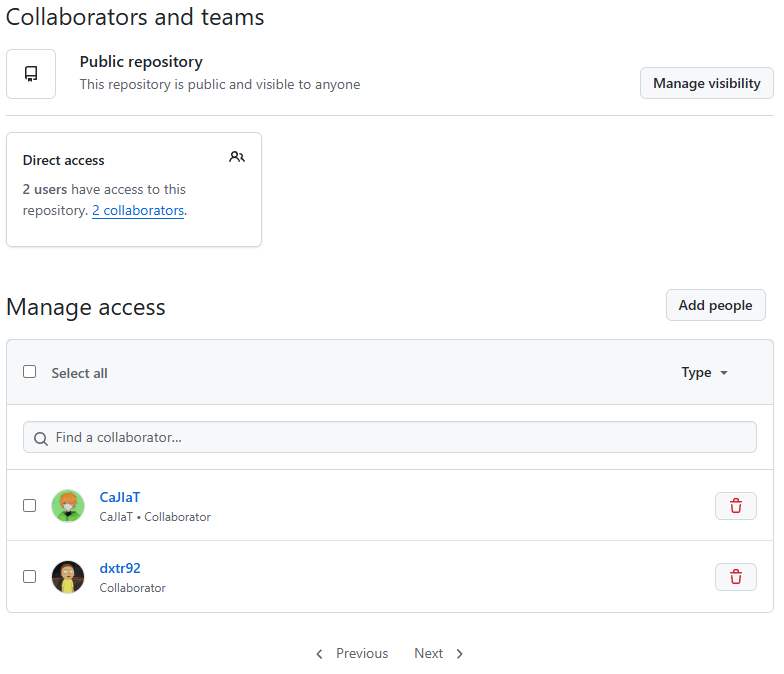 Collaborators and teams
Public repository
This repository is public and visible to anyone
Manage visibility
Direct access
2 users have access to this
repository. 2 collaborators.
Manage access
Add people
Select all
Type
Find a collaborator...
CaJIaT
CaJIaT • Collaborator
dxtr92
Collaborator
Previous Next